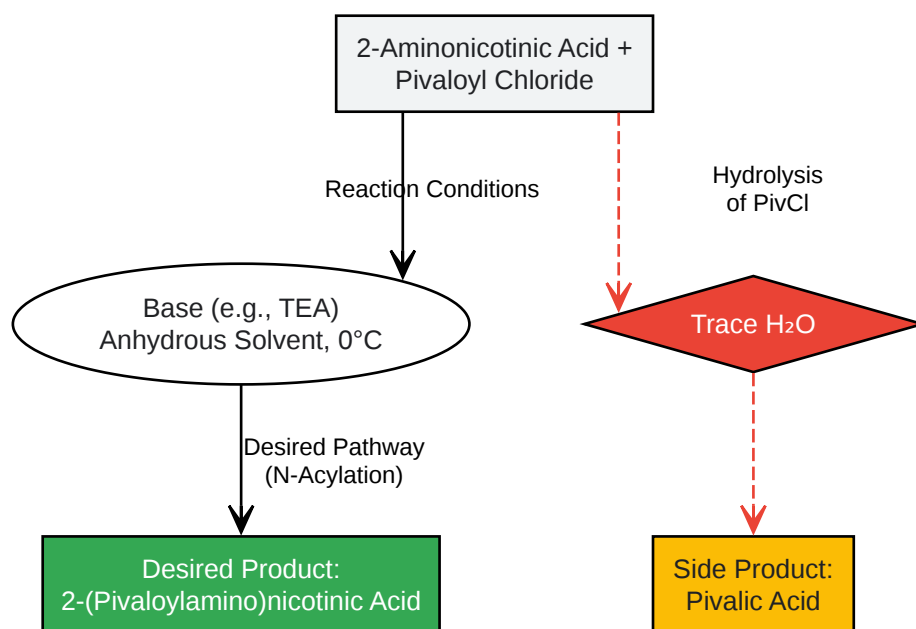 2-Aminonicotinic Acid +
Pivaloyl Chloride
Reaction Conditions
Hydrolysis
of PivCl
Base (e.g., TEA)
Anhydrous Solvent, 0°C
Trace H₂O
Desired Pathway
(N-Acylation)
Desired Product:
2-(Pivaloylamino)nicotinic Acid
Side Product:
Pivalic Acid